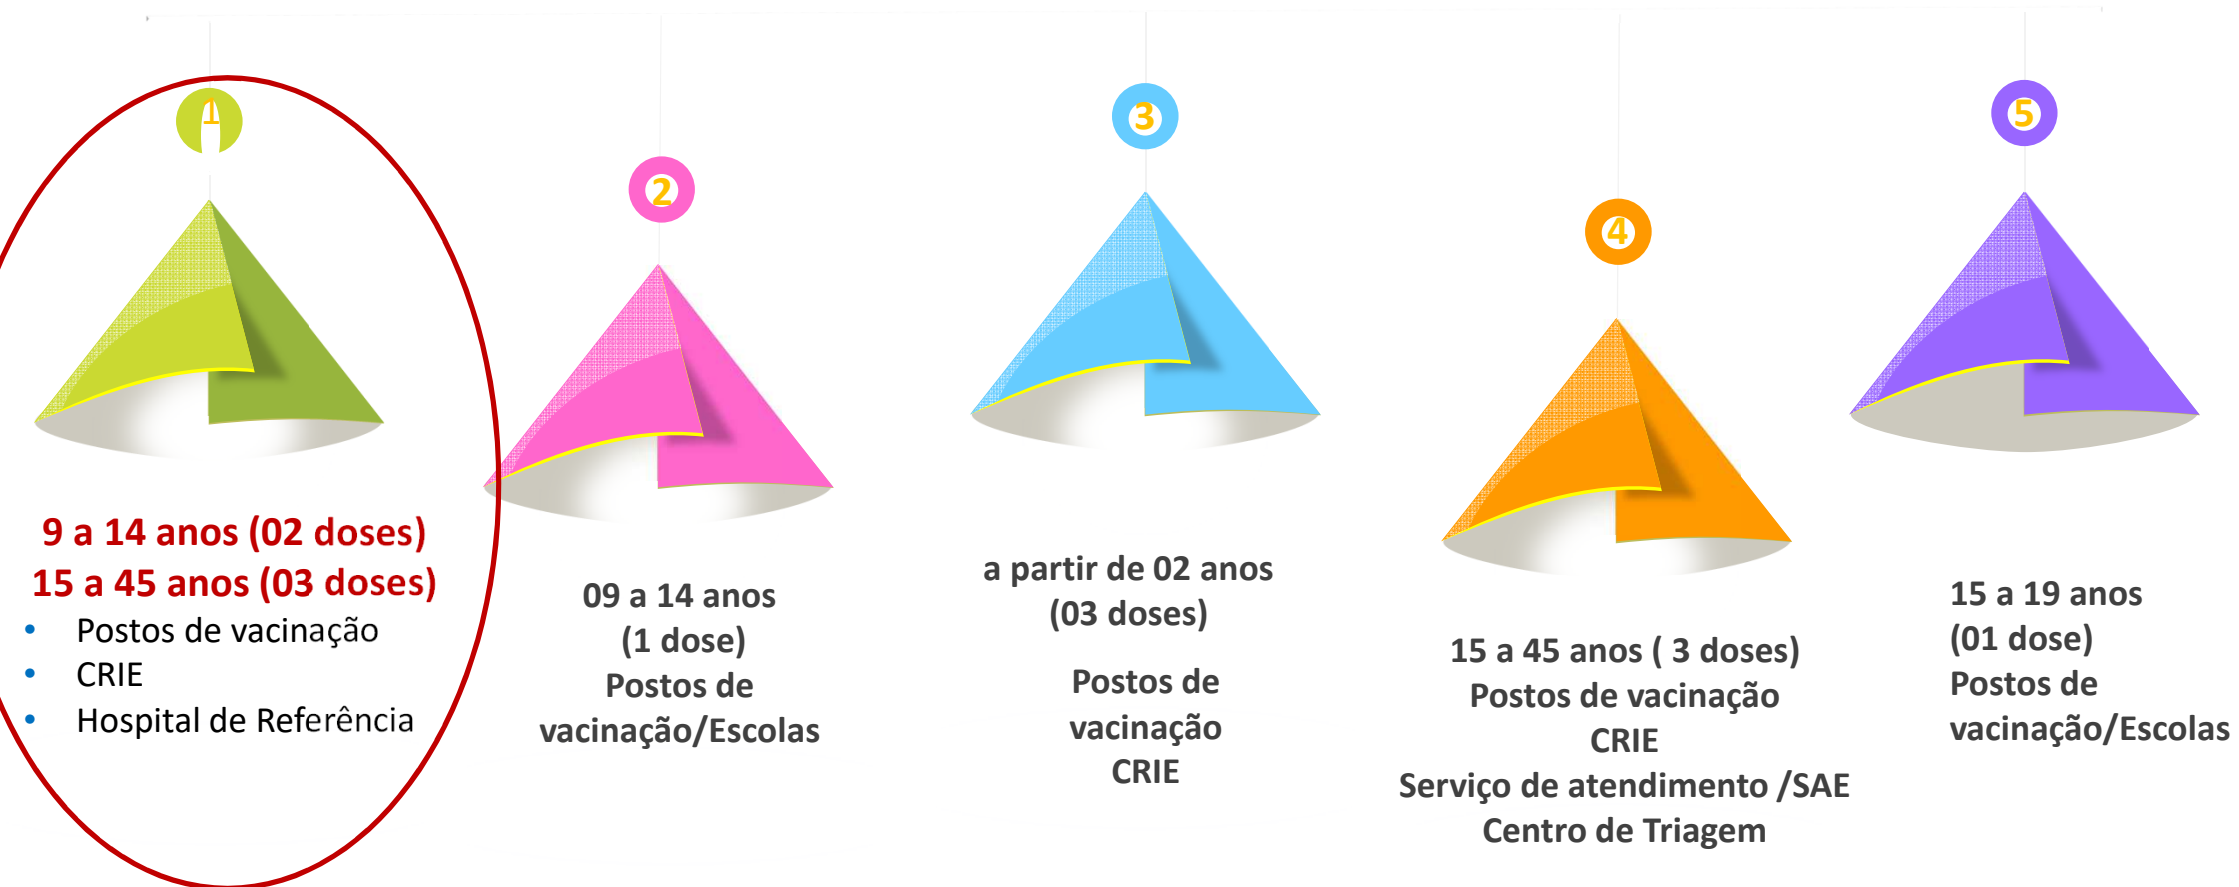 1
9 a 14 anos (02 doses)
15 a 45 anos (03 doses)
• Postos de vacinação
• CRIE
• Hospital de Referência
2
09 a 14 anos
(1 dose)
Postos de
vacinação/Escolas
3
a partir de 02 anos
(03 doses)
Postos de
vacinação
CRIE
4
15 a 45 anos ( 3 doses)
Postos de vacinação
CRIE
Serviço de atendimento /SAE
Centro de Triagem
5
15 a 19 anos
(01 dose)
Postos de
vacinação/Escolas